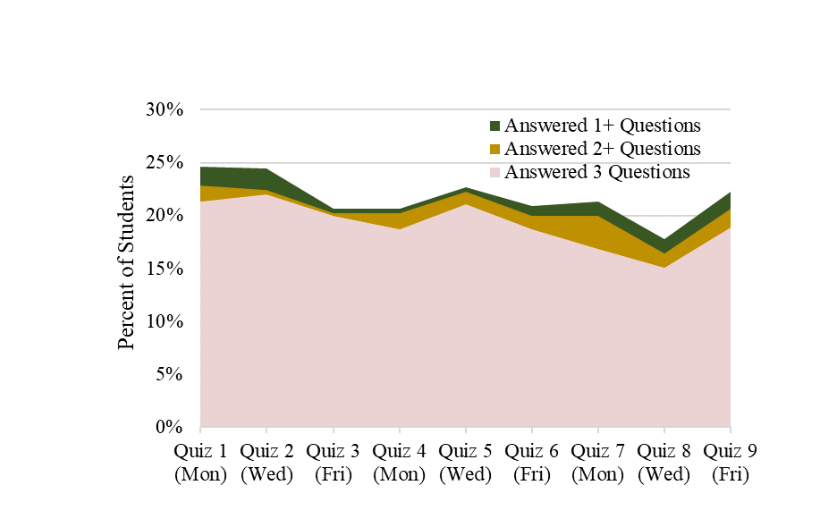 30%
Answered 1+ Questions
25%
Answered 2+ Questions
Answered 3 Questions
20%
15%
10%
5%
0%
Percent of Students
Quiz 1 Quiz 2 Quiz 3 Quiz 4 Quiz 5 Quiz 6 Quiz 7 Quiz 8 Quiz 9
(Mon) (Wed) (Fri) (Mon) (Wed) (Fri) (Mon) (Wed) (Fri)